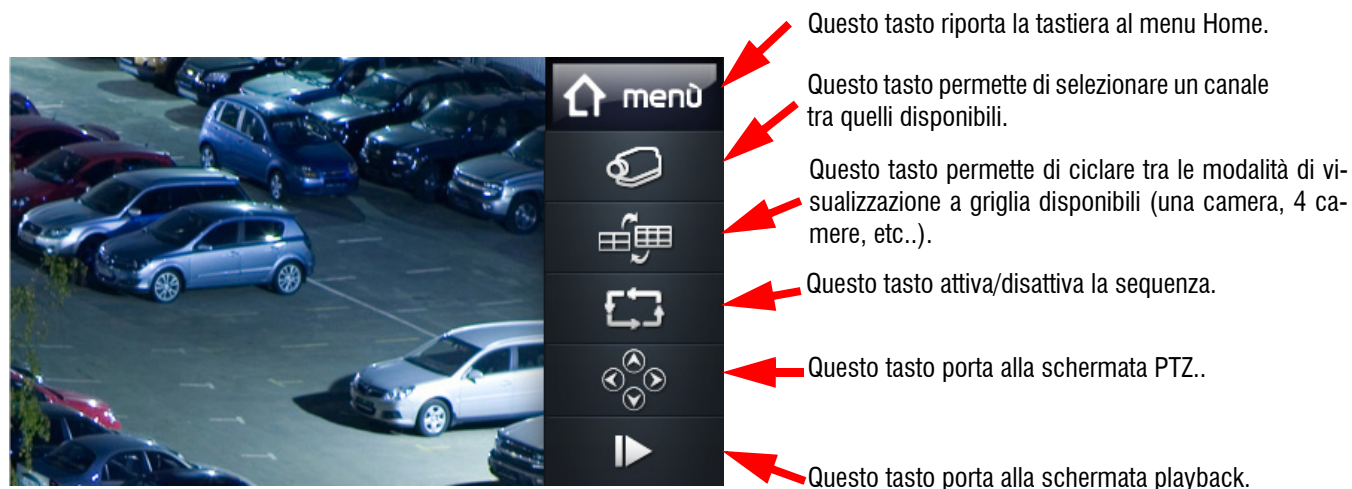 Questo tasto riporta la tastiera al menu Home.
menù
Questo tasto permette di selezionare un canale
tra quelli disponibili.
Questo tasto permette di ciclare tra le modalità di vi-
sualizzazione a griglia disponibili (una camera, 4 ca-
mere, etc..).
Questo tasto attiva/disattiva la sequenza.
Questo tasto porta alla schermata PTZ..
Questo tasto porta alla schermata playback.